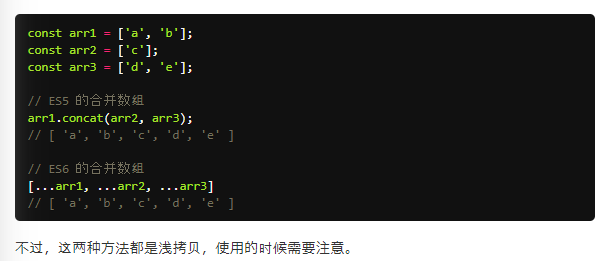 const arr1 = ['a', 'b'];
const arr2 = ['c'];
const arr3 = ['d', 'e'];
// ES5 的合并数组
arr1.concat(arr2, arr3);
// [ 'a', 'b', 'c', 'd', 'e' ]
// ES6 的合并数组
[...arr1, ...arr2, ...arr3]
// [ 'a', 'b', 'c', 'd', 'e' ]
不过，这两种方法都是浅拷贝，使用的时候需要注意。